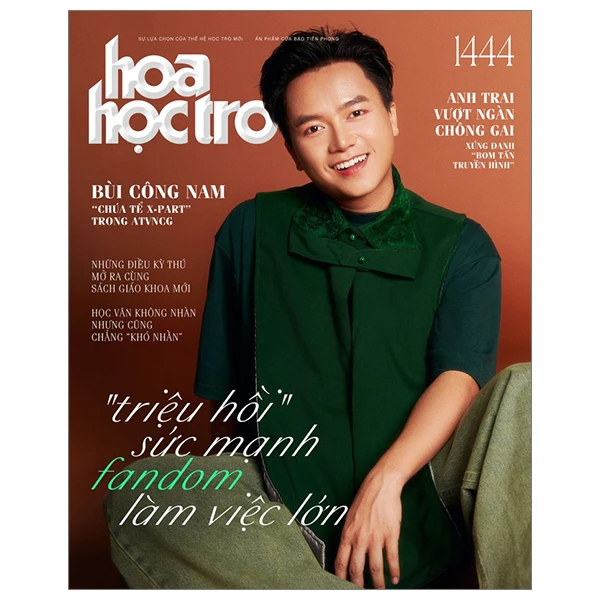 SỰ LỰA CHỌN CỦA THẾ HỆ HỌC TRÒ MỚI
ẤN PHẨM CỦA BÁO TIỀN PHONG
hoa
học trò
1444
ANH TRAI
VƯỢT NGÀN
CHÔNG GAI
XỨNG DANH
"BOM TẤN
TRUYỀN HÌNH"
BÙI CÔNG NAM
"CHÚA TỂ X-PART"
TRONG ATVNCG
NHỮNG ĐIỀU KỲ THÚ
MỞ RA CÙNG
SÁCH GIÁO KHOA MỚI
HỌC VĂN KHÔNG NHÀN
NHƯNG CŨNG
CHẲNG "KHÓ NHẰN"
"triệu hồi"
sức mạnh
fandom
làm việc lớn